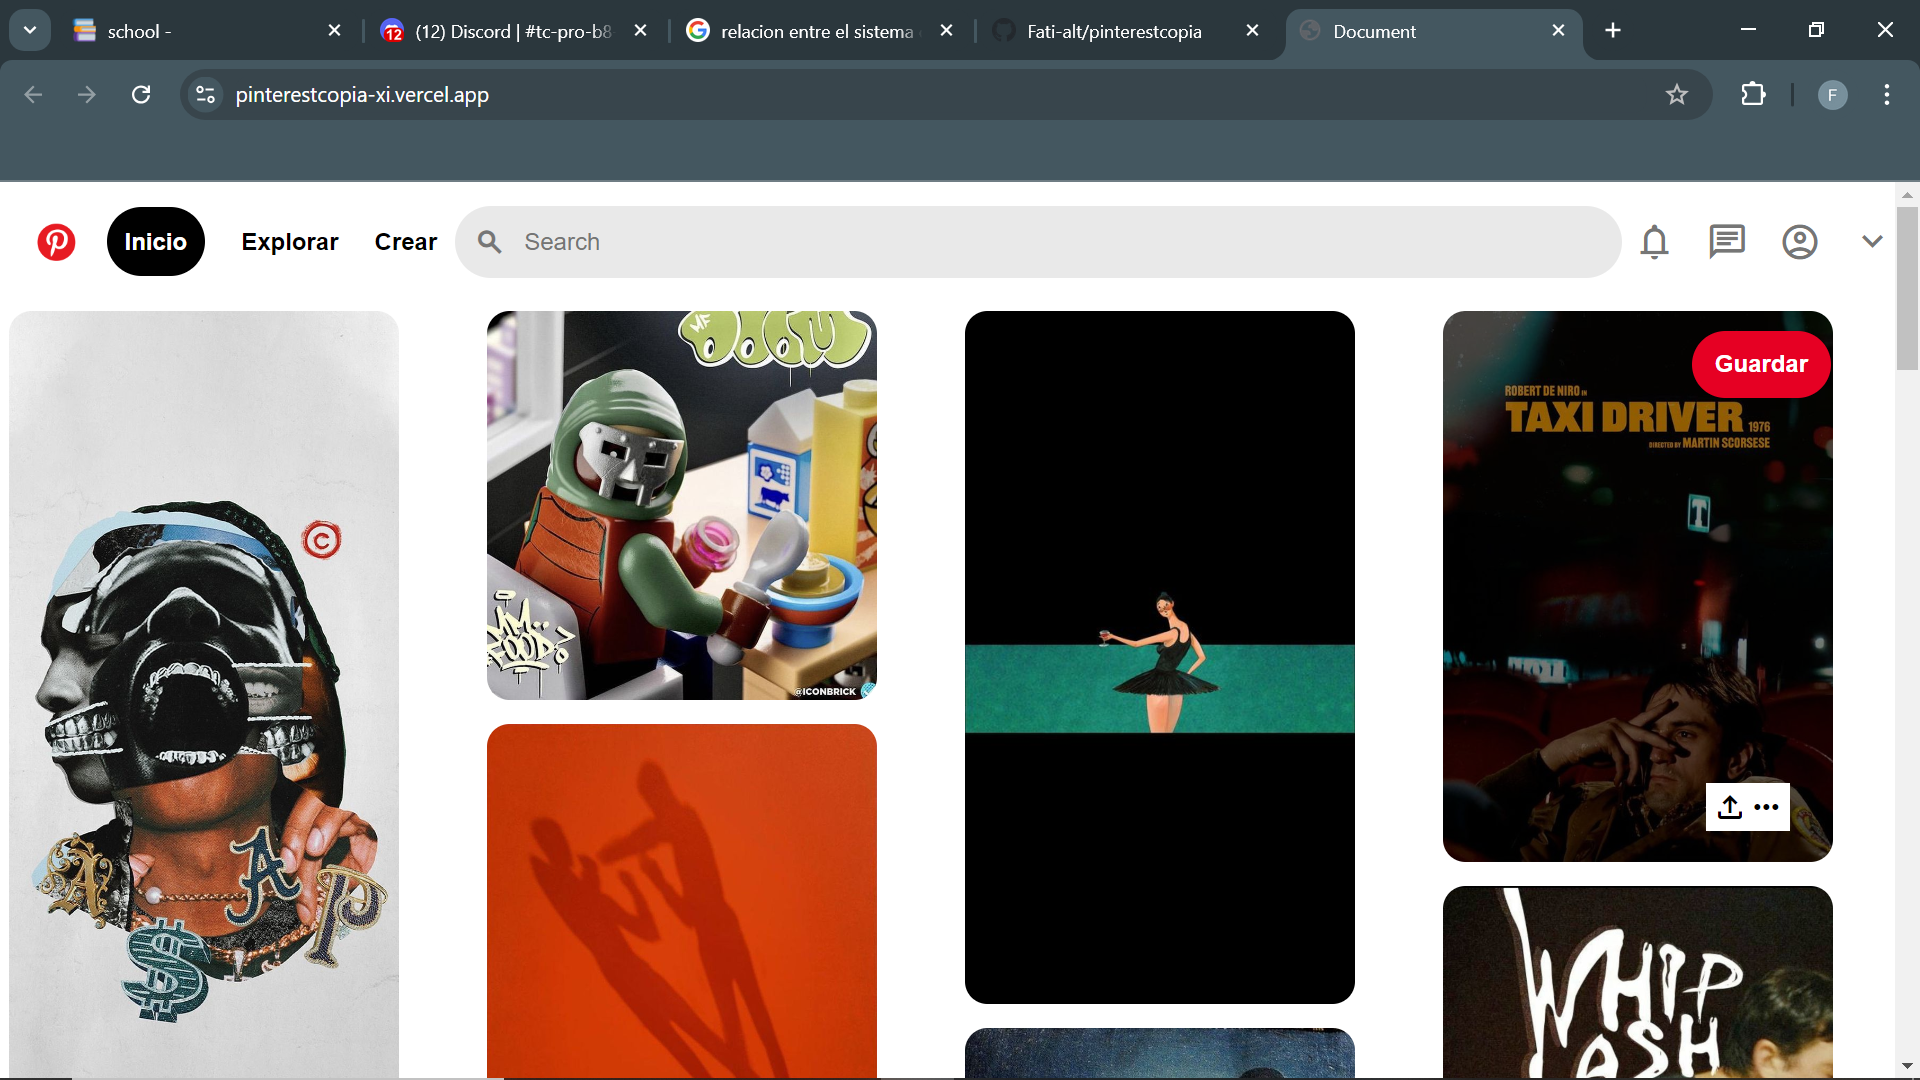 school -
(12) Discord | #tc-pro-b8
relacion entre el sistema
Fati-alt/pinterestcopia
Document
pinterestcopia-xi.vercel.app
F
Inicio
Explorar
Crear
Search
MF
DOOM
MM..
FOOD?
@ICONBRICK
©
A
$
A
P
Guardar
ROBERT DE NIRO IN
TAXI DRIVER 1976
DIRECTED BY MARTIN SCORSESE
T
WHIP
LASH